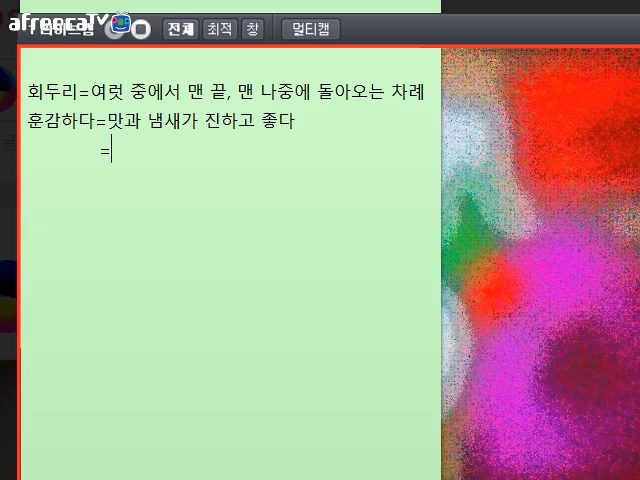 afreecaTV
전체 최적 창 멀티캠
회두리=여럿 중에서 맨 끝, 맨 나중에 돌아오는 차례
훈감하다=맛과 냄새가 진하고 좋다
=